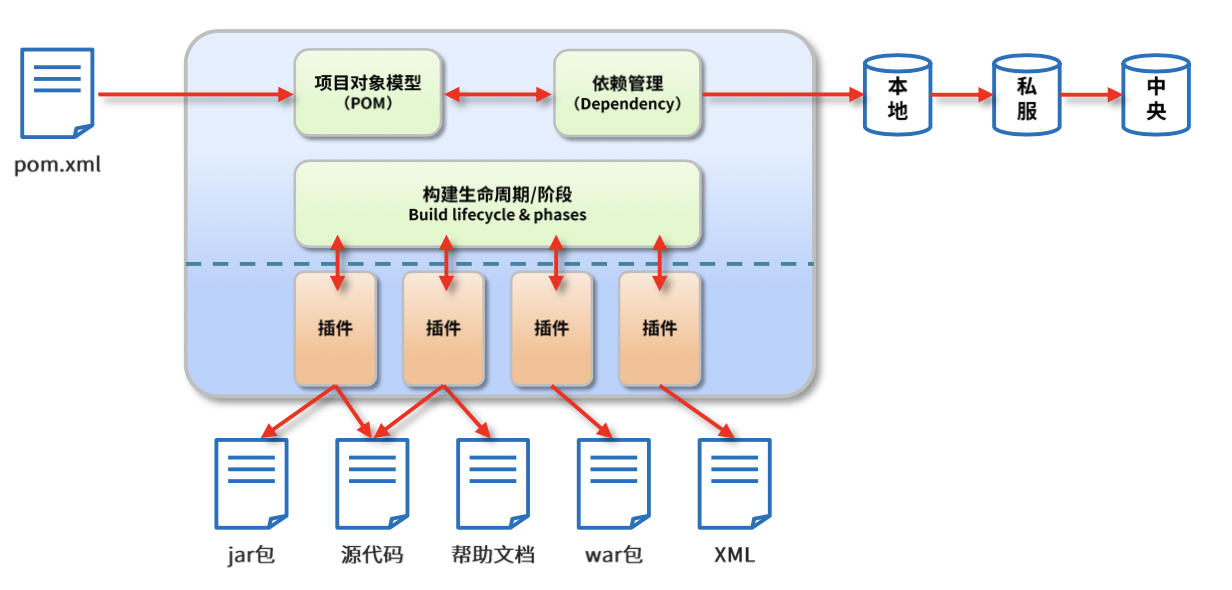 pom.xml
项目对象模型
（POM）
依赖管理
（Dependency）
本
地
私
服
中
央
构建生命周期/阶段
Build lifecycle & phases
插件
插件
插件
插件
jar包
源代码
帮助文档
war包
XML